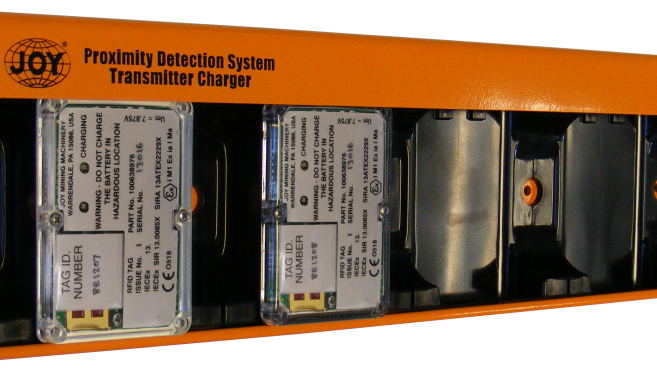 JOY
®
Proximity Detection System
Transmitter Charger
JOY MINING MACHINERY
WARRENDALE, PA 15086, USA
CHARGING
WARNING - DO NOT CHARGE
THE BATTERY IN
HAZARDOUS LOCATION
PART No. 100638976
SERIAL No. 13016
SIRA 13ATEX2229X
Ex I M1 Ex ia I Ma
Um = 7.875V
TAG ID.
NUMBER
RFID TAG
ISSUE No. 1
IECEx 13.
IECEx SIR 13.0085X
CE 0518
JOY MINING MACHINERY
WARRENDALE, PA 15086, USA
CHARGING
WARNING - DO NOT CHARGE
THE BATTERY IN
HAZARDOUS LOCATION
PART No. 100638976
SERIAL No.
SIRA 13ATEX2229X
Ex I M1 Ex ia I Ma
Um = 7.875V
TAG ID.
NUMBER
RFID TAG
ISSUE No. 1
IECEx 13.
IECEx SIR 13.0085X
CE 0518